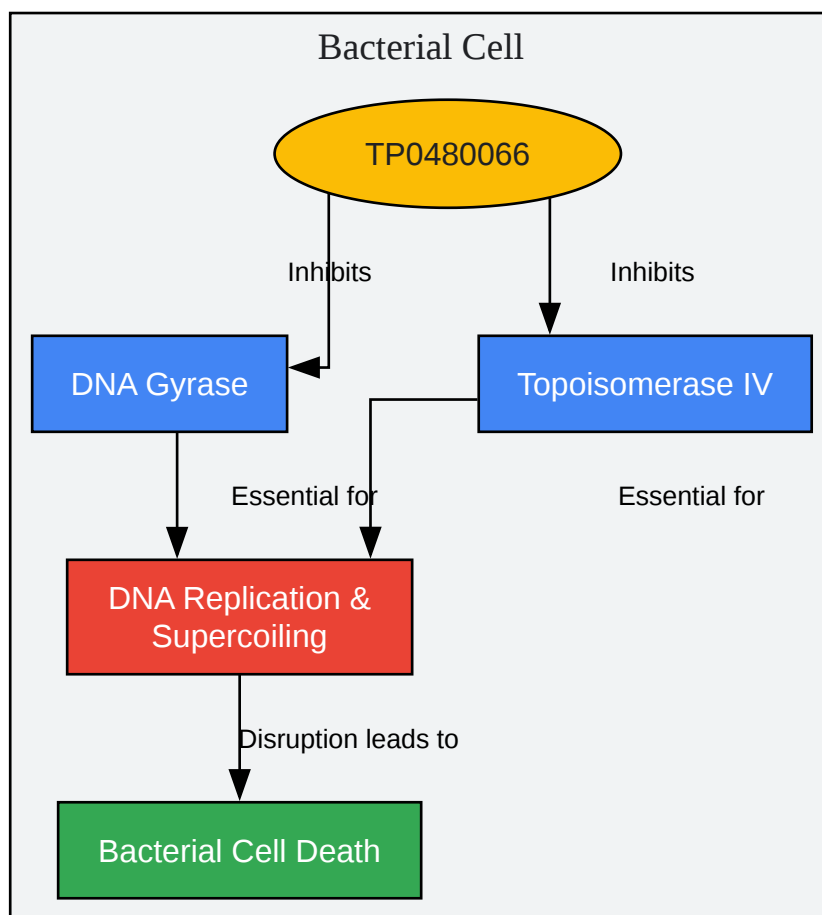 Bacterial Cell
TP0480066
Inhibits
Inhibits
DNA Gyrase
Topoisomerase IV
Essential for
Essential for
DNA Replication &
Supercoiling
Disruption leads to
Bacterial Cell Death